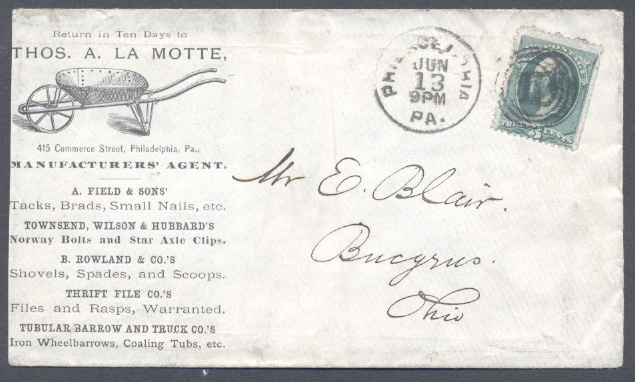 Return in Ten Days to
THOS. A. LA MOTTE,
415 Commerce Street, Philadelphia, Pa.,
MANUFACTURERS' AGENT.
A. FIELD & SONS'
Tacks, Brads, Small Nails, etc.
TOWNSEND, WILSON & HUBBARD'S
Norway Bolts and Star Axle Clips.
B. ROWLAND & CO.'S
Shovels, Spades, and Scoops.
THRIFT FILE CO.'S
Files and Rasps, Warranted.
TUBULAR BARROW AND TRUCK CO.'S
Iron Wheelbarrows, Coaling Tubs, etc.
PHILADELPHIA
JUN
13
9PM
PA.
Mr E. Blair.
Bucyrus.
Ohio